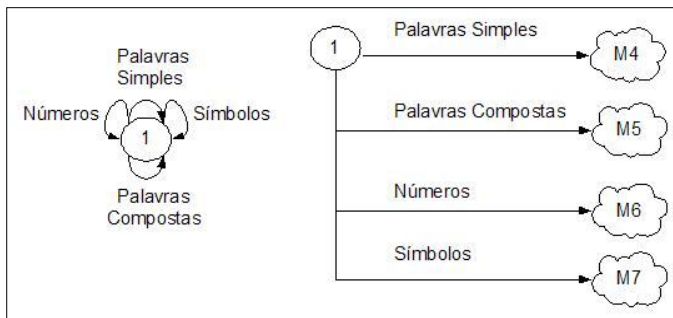 Palavras
Simples
Números
Símbolos
1
Palavras
Compostas
1
Palavras Simples
M4
Palavras Compostas
M5
Números
M6
Símbolos
M7